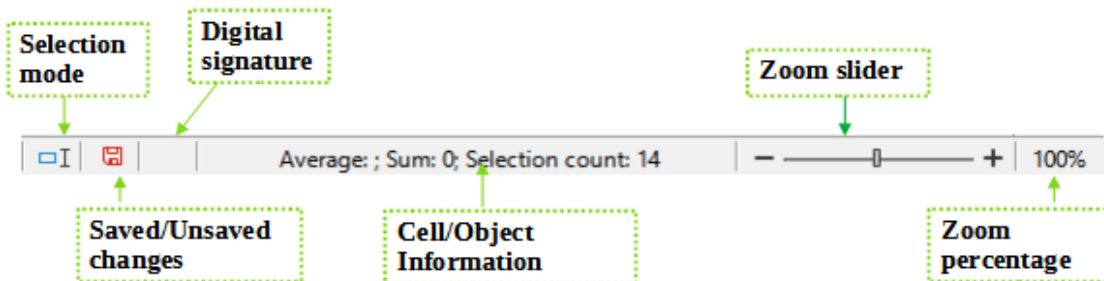 Selection
mode
Digital
signature
Zoom slider
Average: ; Sum: 0; Selection count: 14
100%
Saved/Unsaved
changes
Cell/Object
Information
Zoom
percentage